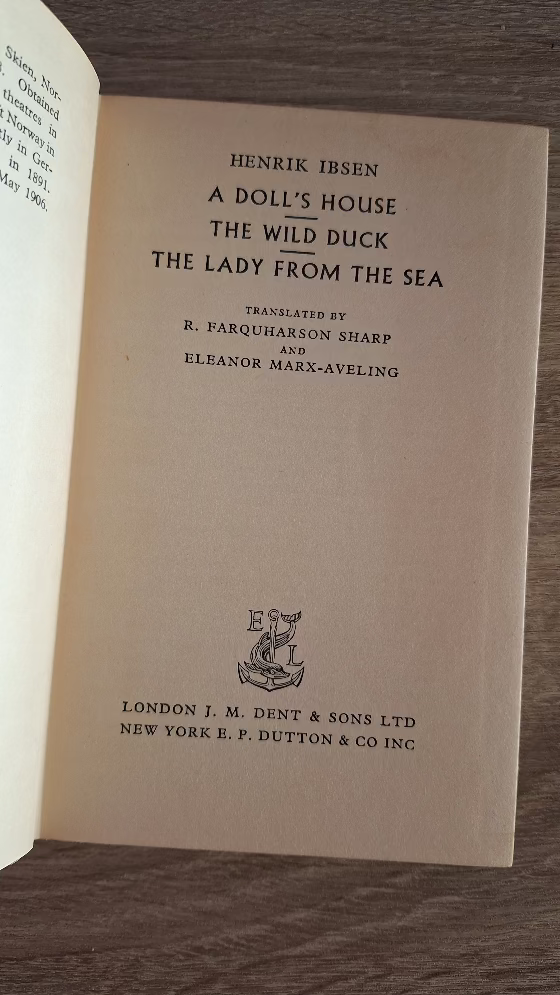 Skien, Nor-
Obtained
theatres in
Norway in
in Ger-
in 1891.
May 1906.
HENRIK IBSEN
A DOLL'S HOUSE
THE WILD DUCK
THE LADY FROM THE SEA
TRANSLATED BY
R. FARQUHARSON SHARP
AND
ELEANOR MARX-AVELING
E
L
LONDON J. M. DENT & SONS LTD
NEW YORK E. P. DUTTON & CO INC